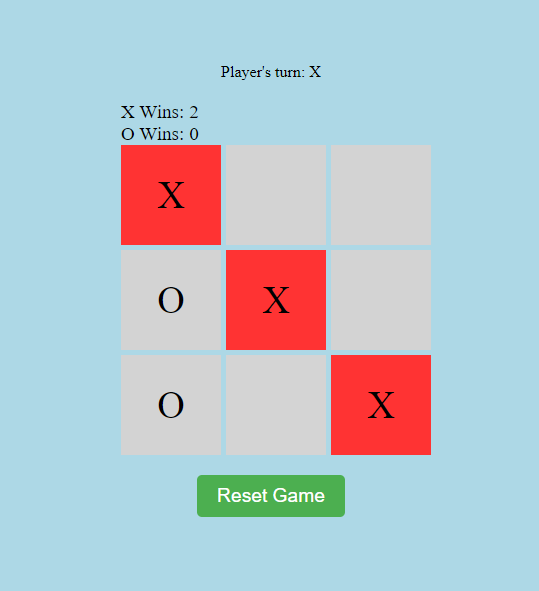 Player's turn: X
X Wins: 2
O Wins: 0
X
O X
O X
Reset Game